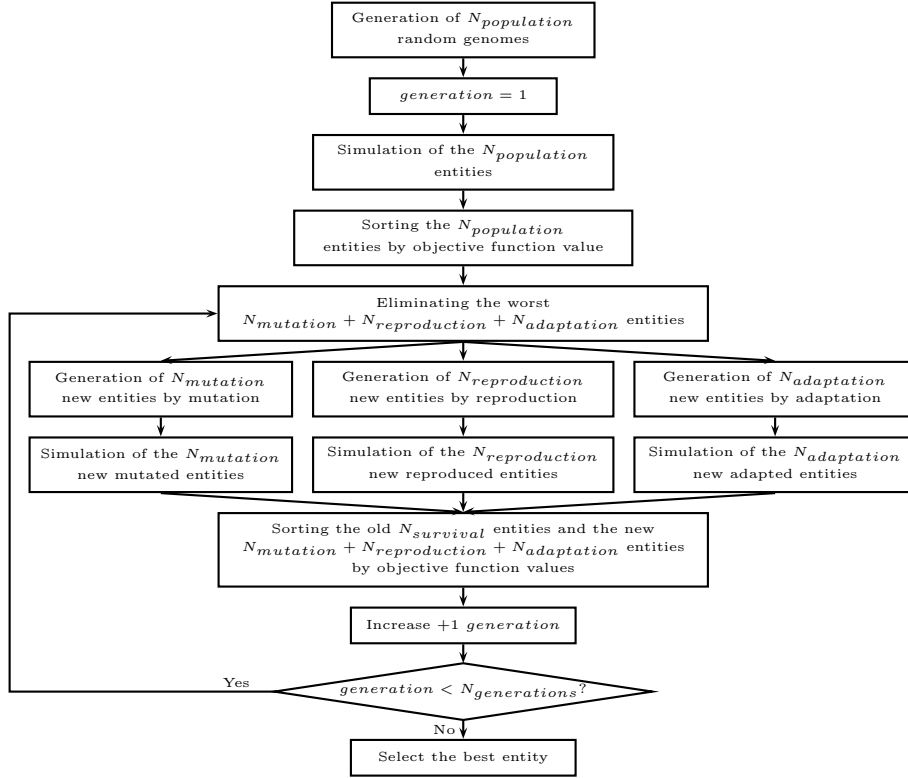 Generation of N_population
random genomes
generation = 1
Simulation of the N_population
entities
Sorting the N_population
entities by objective function value
Eliminating the worst
N_mutation + N_reproduction + N_adaptation entities
Generation of N_mutation
new entities by mutation
Generation of N_reproduction
new entities by reproduction
Generation of N_adaptation
new entities by adaptation
Simulation of the N_mutation
new mutated entities
Simulation of the N_reproduction
new reproduced entities
Simulation of the N_adaptation
new adapted entities
Sorting the old N_survival entities and the new
N_mutation + N_reproduction + N_adaptation entities
by objective function values
Increase +1 generation
Yes
generation < N_generations?
No
Select the best entity